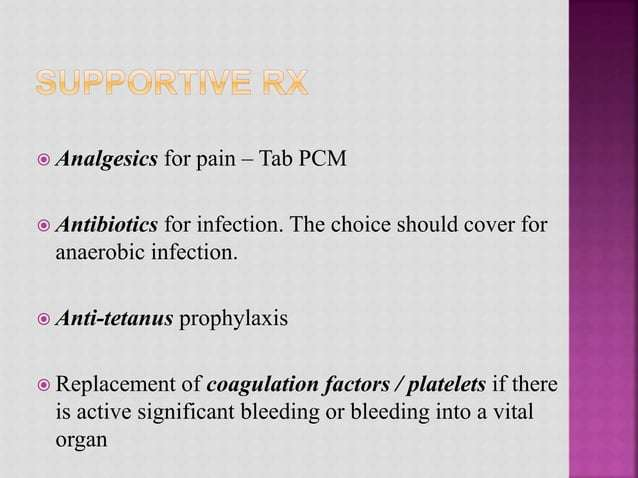 SUPPORTIVE RX
Analgesics for pain – Tab PCM
Antibiotics for infection. The choice should cover for
anaerobic infection.
Anti-tetanus prophylaxis
Replacement of coagulation factors / platelets if there
is active significant bleeding or bleeding into a vital
organ